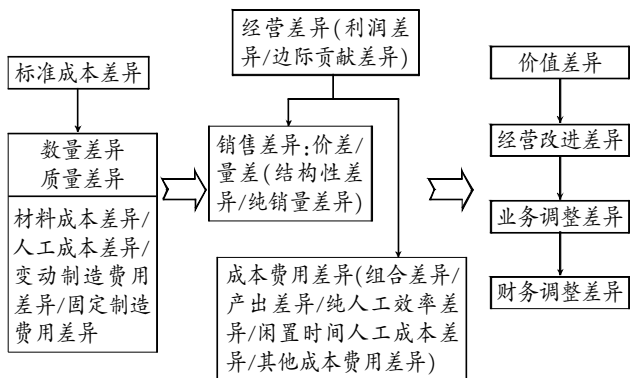 标准成本差异
数量差异
质量差异
材料成本差异/
人工成本差异/
变动制造费用
差异/固定制造
费用差异
经营差异(利润差
异/边际贡献差异)
销售差异:价差/
量差(结构性差
异/纯销量差异)
成本费用差异(组合差异/
产出差异/纯人工效率差
异/闲置时间人工成本差
异/其他成本费用差异)
价值差异
经营改进差异
业务调整差异
财务调整差异